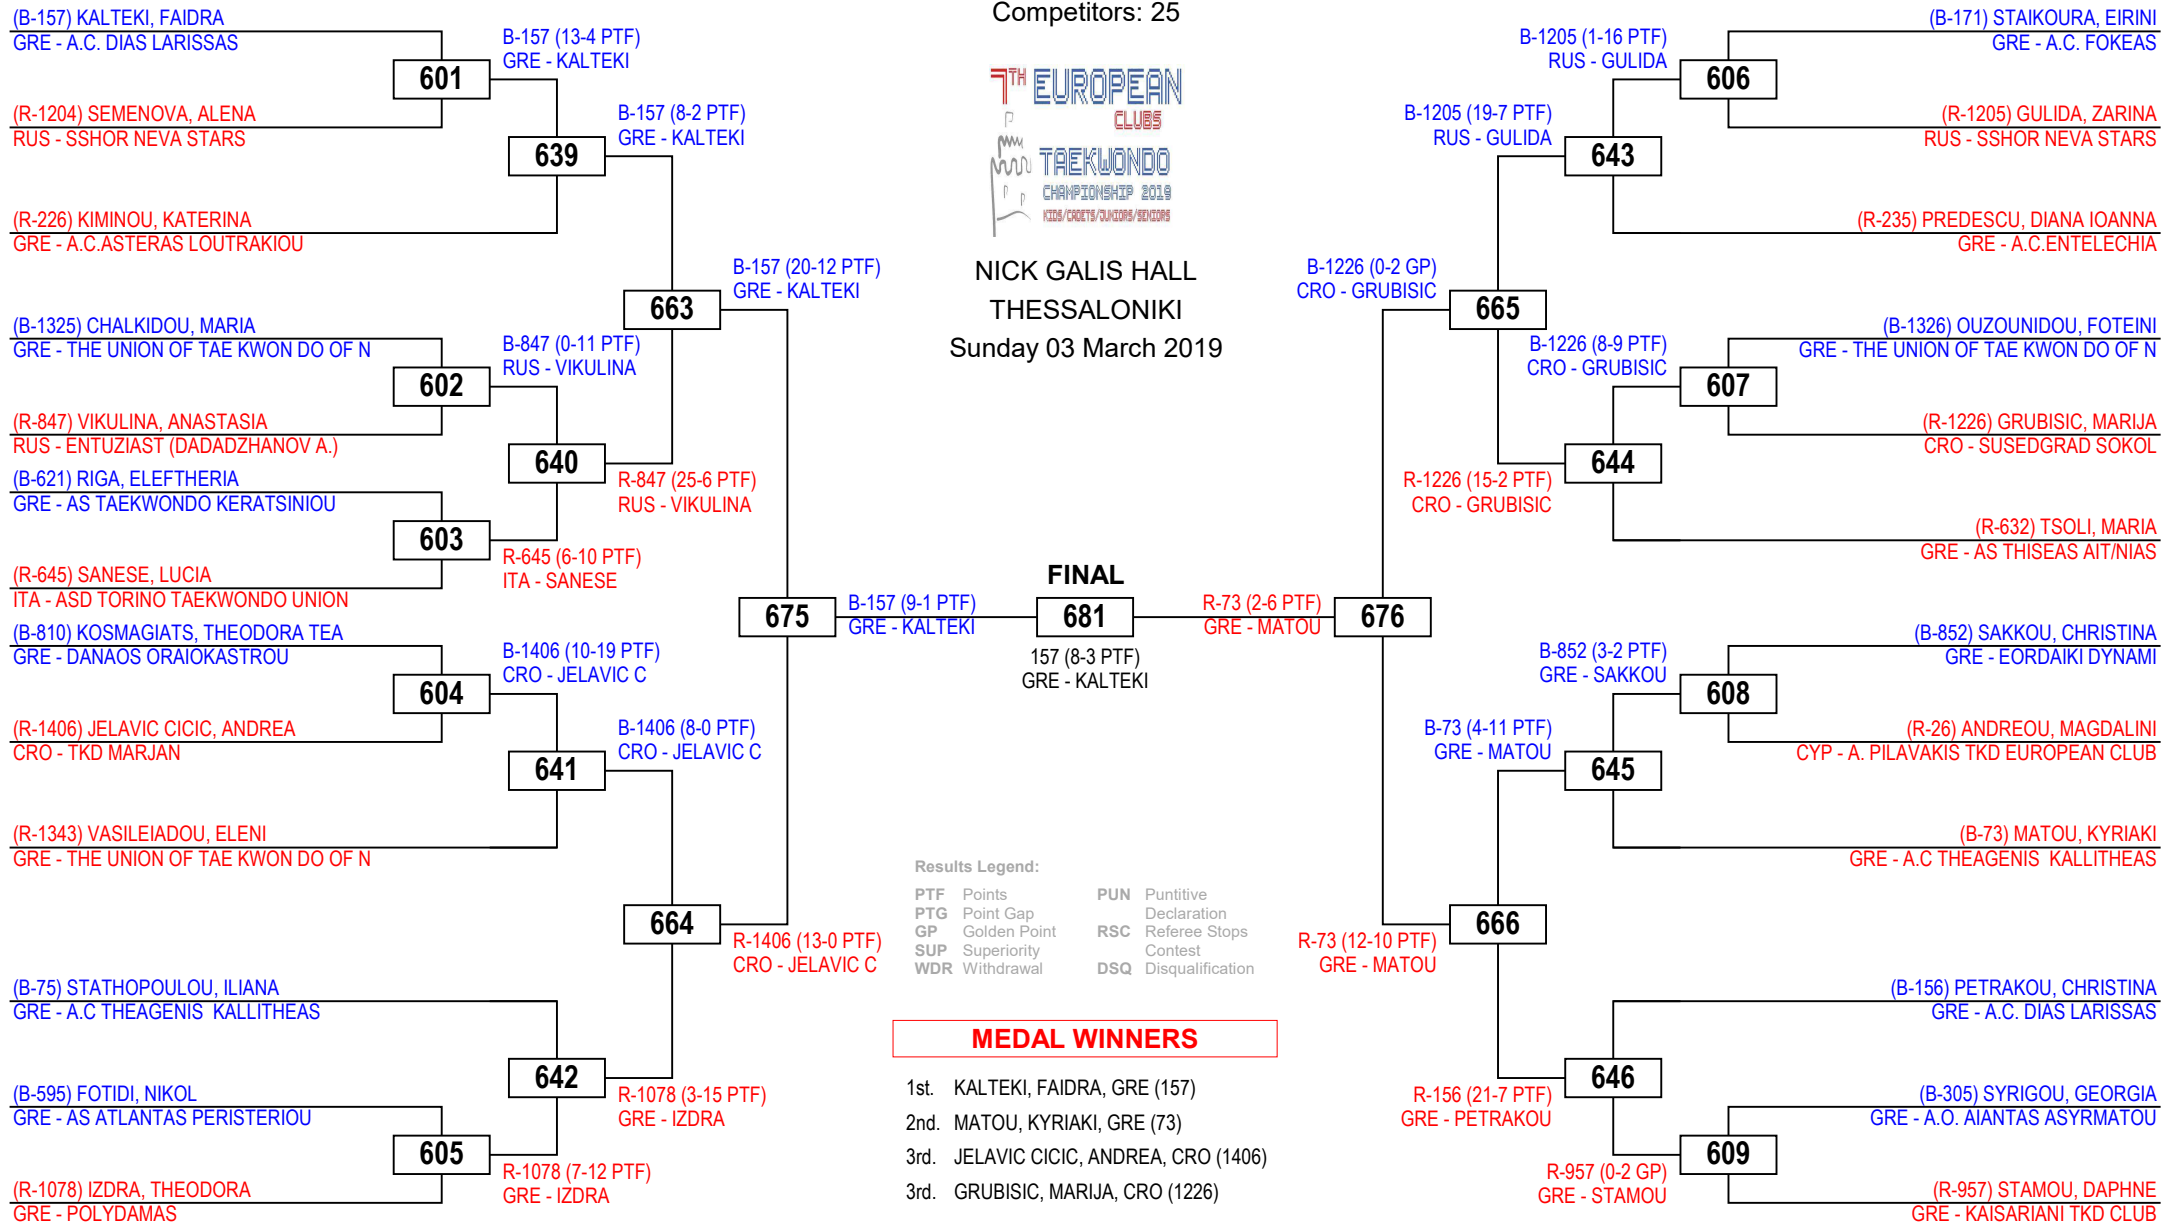 Competitors: 25
7TH EUROPEAN
CLUBS
TAEKWONDO
CHAMPIONSHIP 2019
KIDS/CADETS/JUNIORS/SENIORS
NICK GALIS HALL
THESSALONIKI
Sunday 03 March 2019
(B-157) KALTEKI, FAIDRA
GRE - A.C. DIAS LARISSAS
601
(R-1204) SEMENOVA, ALENA
RUS - SSHOR NEVA STARS
B-157 (13-4 PTF)
GRE - KALTEKI
639
(R-226) KIMINOU, KATERINA
GRE - A.C.ASTERAS LOUTRAKIOU
B-157 (8-2 PTF)
GRE - KALTEKI
663
B-157 (20-12 PTF)
GRE - KALTEKI
(B-1325) CHALKIDOU, MARIA
GRE - THE UNION OF TAE KWON DO OF N
602
(R-847) VIKULINA, ANASTASIA
RUS - ENTUZIAST (DADADZHANOV A.)
B-847 (0-11 PTF)
RUS - VIKULINA
640
R-847 (25-6 PTF)
RUS - VIKULINA
(B-621) RIGA, ELEFTHERIA
GRE - AS TAEKWONDO KERATSINIOU
603
(R-645) SANESE, LUCIA
ITA - ASD TORINO TAEKWONDO UNION
R-645 (6-10 PTF)
ITA - SANESE
675
B-157 (9-1 PTF)
GRE - KALTEKI
(B-810) KOSMAGIATS, THEODORA TEA
GRE - DANAOS ORAIOKASTROU
604
(R-1406) JELAVIC CICIC, ANDREA
CRO - TKD MARJAN
B-1406 (10-19 PTF)
CRO - JELAVIC C
641
B-1406 (8-0 PTF)
CRO - JELAVIC C
(R-1343) VASILEIADOU, ELENI
GRE - THE UNION OF TAE KWON DO OF N
664
R-1406 (13-0 PTF)
CRO - JELAVIC C
(B-75) STATHOPOULOU, ILIANA
GRE - A.C THEAGENIS KALLITHEAS
642
R-1078 (3-15 PTF)
GRE - IZDRA
(B-595) FOTIDI, NIKOL
GRE - AS ATLANTAS PERISTERIOU
605
(R-1078) IZDRA, THEODORA
GRE - POLYDAMAS
R-1078 (7-12 PTF)
GRE - IZDRA
FINAL
681
157 (8-3 PTF)
GRE - KALTEKI
(B-171) STAIKOURA, EIRINI
GRE - A.C. FOKEAS
606
(R-1205) GULIDA, ZARINA
RUS - SSHOR NEVA STARS
B-1205 (1-16 PTF)
RUS - GULIDA
643
B-1205 (19-7 PTF)
RUS - GULIDA
(R-235) PREDESCU, DIANA IOANNA
GRE - A.C.ENTELECHIA
665
B-1226 (0-2 GP)
CRO - GRUBISIC
(B-1326) OUZOUNIDOU, FOTEINI
GRE - THE UNION OF TAE KWON DO OF N
607
(R-1226) GRUBISIC, MARIJA
CRO - SUSEDGRAD SOKOL
B-1226 (8-9 PTF)
CRO - GRUBISIC
644
R-1226 (15-2 PTF)
CRO - GRUBISIC
(R-632) TSOLI, MARIA
GRE - AS THISEAS AIT/NIAS
676
R-73 (2-6 PTF)
GRE - MATOU
(B-852) SAKKOU, CHRISTINA
GRE - EORDAIKI DYNAMI
608
(R-26) ANDREOU, MAGDALINI
CYP - A. PILAVAKIS TKD EUROPEAN CLUB
B-852 (3-2 PTF)
GRE - SAKKOU
645
B-73 (4-11 PTF)
GRE - MATOU
(B-73) MATOU, KYRIAKI
GRE - A.C THEAGENIS KALLITHEAS
666
R-73 (12-10 PTF)
GRE - MATOU
(B-156) PETRAKOU, CHRISTINA
GRE - A.C. DIAS LARISSAS
646
R-156 (21-7 PTF)
GRE - PETRAKOU
(B-305) SYRIGOU, GEORGIA
GRE - A.O. AIANTAS ASYRMATOU
609
(R-957) STAMOU, DAPHNE
GRE - KAISARIANI TKD CLUB
R-957 (0-2 GP)
GRE - STAMOU
Results Legend:
PTF Points
PTG Point Gap
GP Golden Point
SUP Superiority
WDR Withdrawal
PUN Puntitive
Declaration
RSC Referee Stops
Contest
DSQ Disqualification
MEDAL WINNERS
1st. KALTEKI, FAIDRA, GRE (157)
2nd. MATOU, KYRIAKI, GRE (73)
3rd. JELAVIC CICIC, ANDREA, CRO (1406)
3rd. GRUBISIC, MARIJA, CRO (1226)